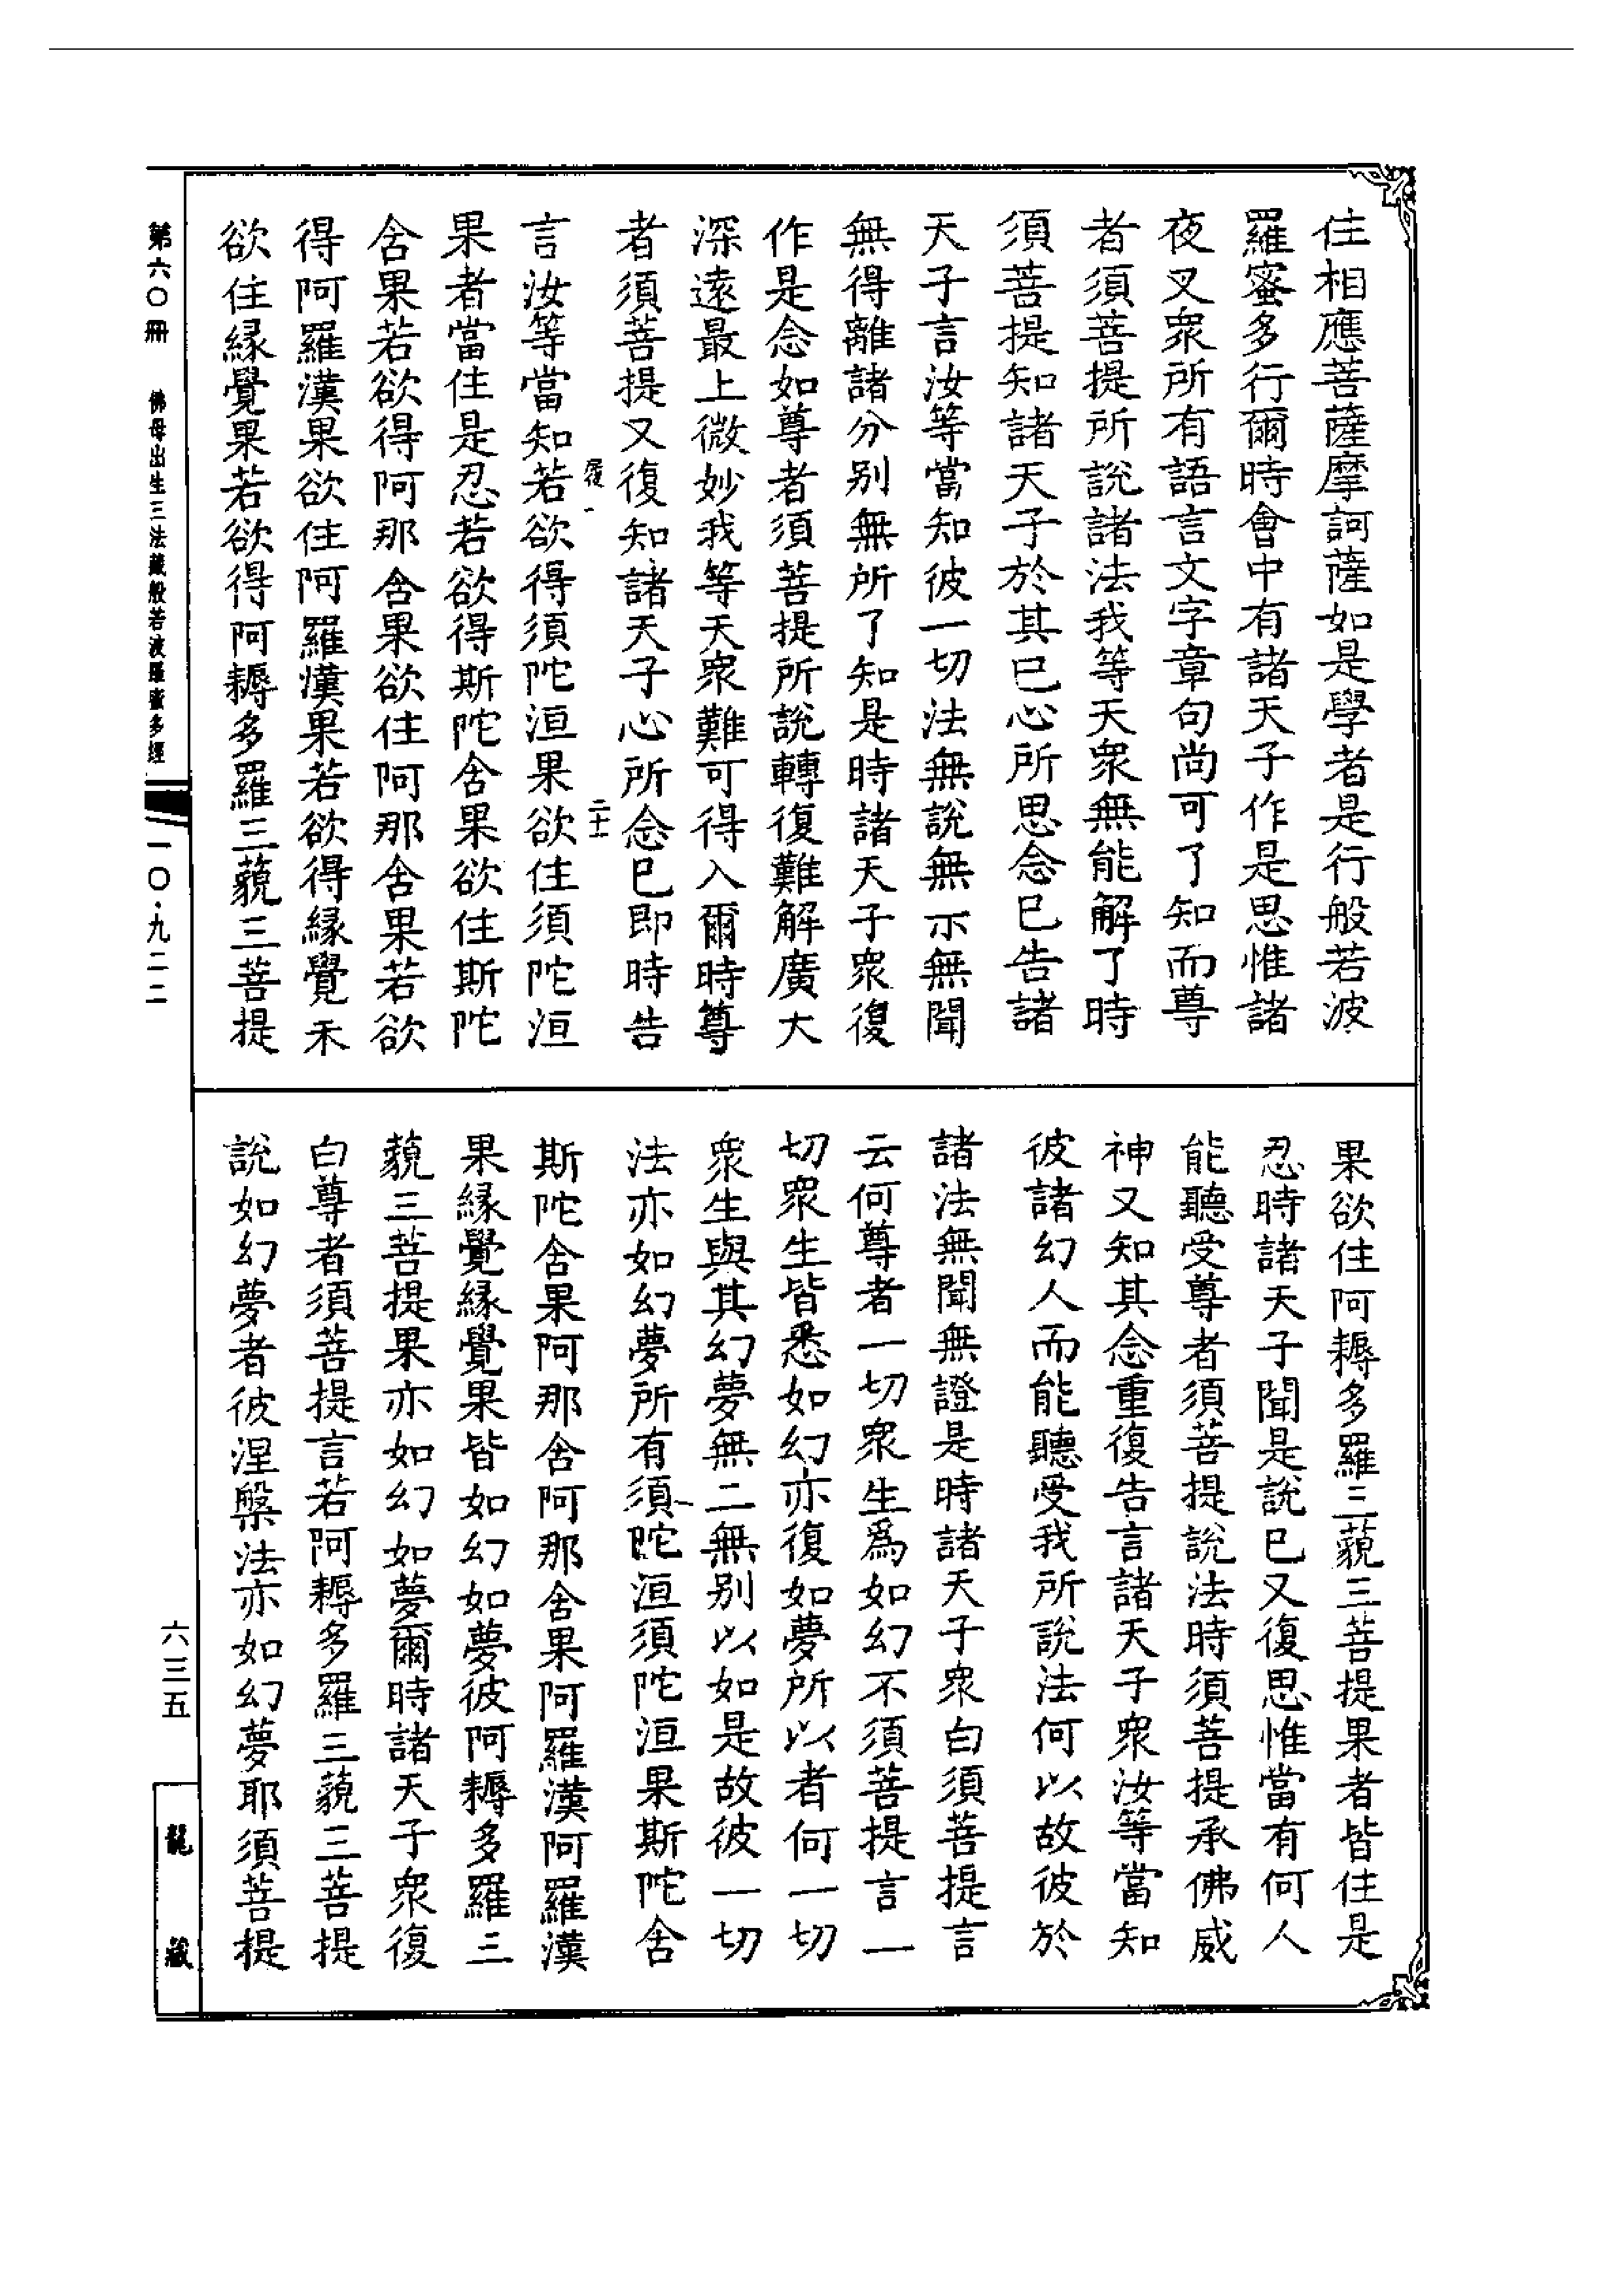 住相應菩薩摩訶薩如是學者是行般若波
羅蜜多行爾時會中有諸天子作是思惟諸
夜叉衆所有語言文字章句尚可了知而尊
者須菩提所說諸法我等天衆無能解了時
須菩提知諸天子於其已心所思念已告諸
天子言汝等當知彼一切法無說無示無聞
無得離諸分別無所了知是時諸天子衆復
作是念如尊者須菩提所說轉復難解廣大
深遠最上微妙我等天衆難可得入爾時尊
者須菩提又復知諸天子心所念已即時告
二十一
言汝等當知若欲得須陀洹果欲住須陀洹
果者當住是忍若欲得斯陀含果欲住斯陀
含果若欲得阿那含果欲住阿那含果若欲
得阿羅漢果欲住阿羅漢果若欲得緣覺果
欲住緣覺果若欲得阿耨多羅三藐三菩提
果欲住阿耨多羅三藐三菩提果者皆住是
忍時諸天子聞是說已又復思惟當有何人
能聽受尊者須菩提說法時須菩提承佛威
神又知其念重復告言諸天子衆汝等當知
彼諸幻人而能聽受我所說法何以故彼於
諸法無聞無證是時諸天子衆白須菩提言
云何尊者一切衆生爲如幻不須菩提言一
切衆生皆悉如幻亦復如夢所以者何一切
衆生與其幻夢無二無別以如是故彼一切
法亦如幻夢所有須陀洹須陀洹果斯陀含
斯陀含果阿那含阿那含果阿羅漢阿羅漢
果緣覺緣覺果皆如幻如夢彼阿耨多羅三
藐三菩提果亦如幻如夢爾時諸天子衆復
白尊者須菩提言若阿耨多羅三藐三菩提
說如幻夢者彼涅槃法亦如幻夢耶須菩提
第六〇冊 佛母出生三法藏般若波羅蜜多經
一〇·九二二
六三五
龍藏